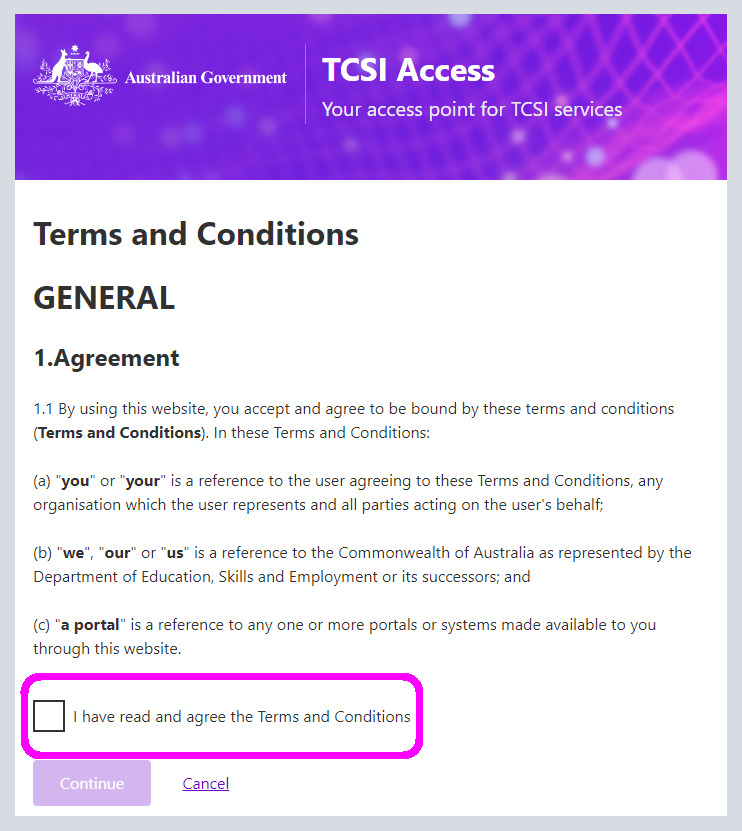 Australian Government
TCSI Access
Your access point for TCSI services
Terms and Conditions
GENERAL
1.Agreement
1.1 By using this website, you accept and agree to be bound by these terms and conditions
(Terms and Conditions). In these Terms and Conditions:
(a) "you" or "your" is a reference to the user agreeing to these Terms and Conditions, any
organisation which the user represents and all parties acting on the user's behalf;
(b) "we", "our" or "us" is a reference to the Commonwealth of Australia as represented by the
Department of Education, Skills and Employment or its successors; and
(c) "a portal" is a reference to any one or more portals or systems made available to you
through this website.
I have read and agree the Terms and Conditions
Continue Cancel